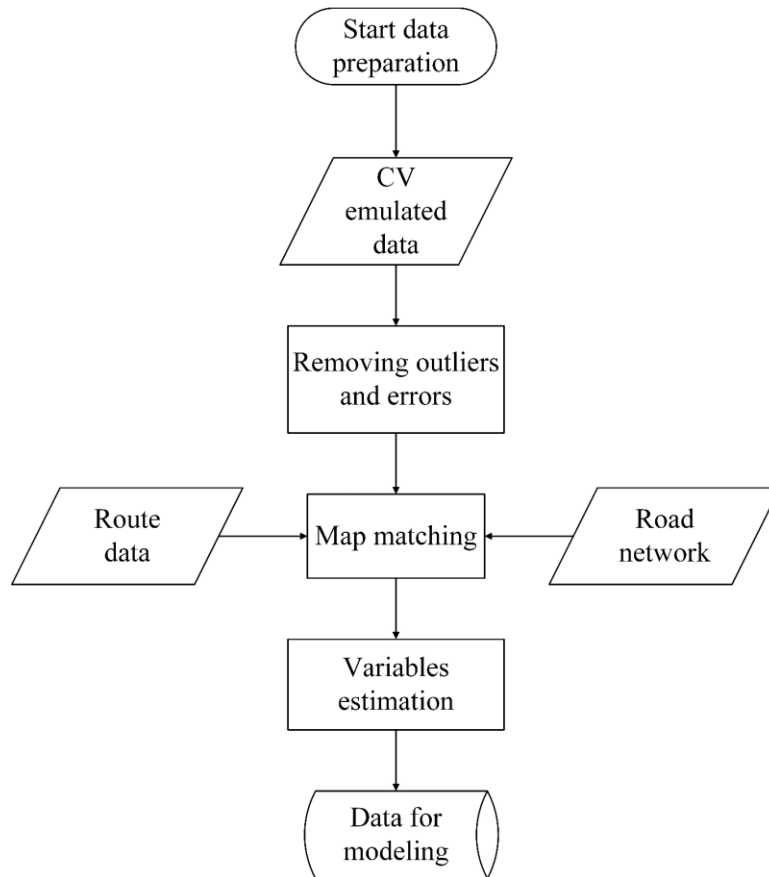 Start data
preparation
CV
emulated
data
Removing outliers
and errors
Route
data
Map matching
Road
network
Variables
estimation
Data for
modeling